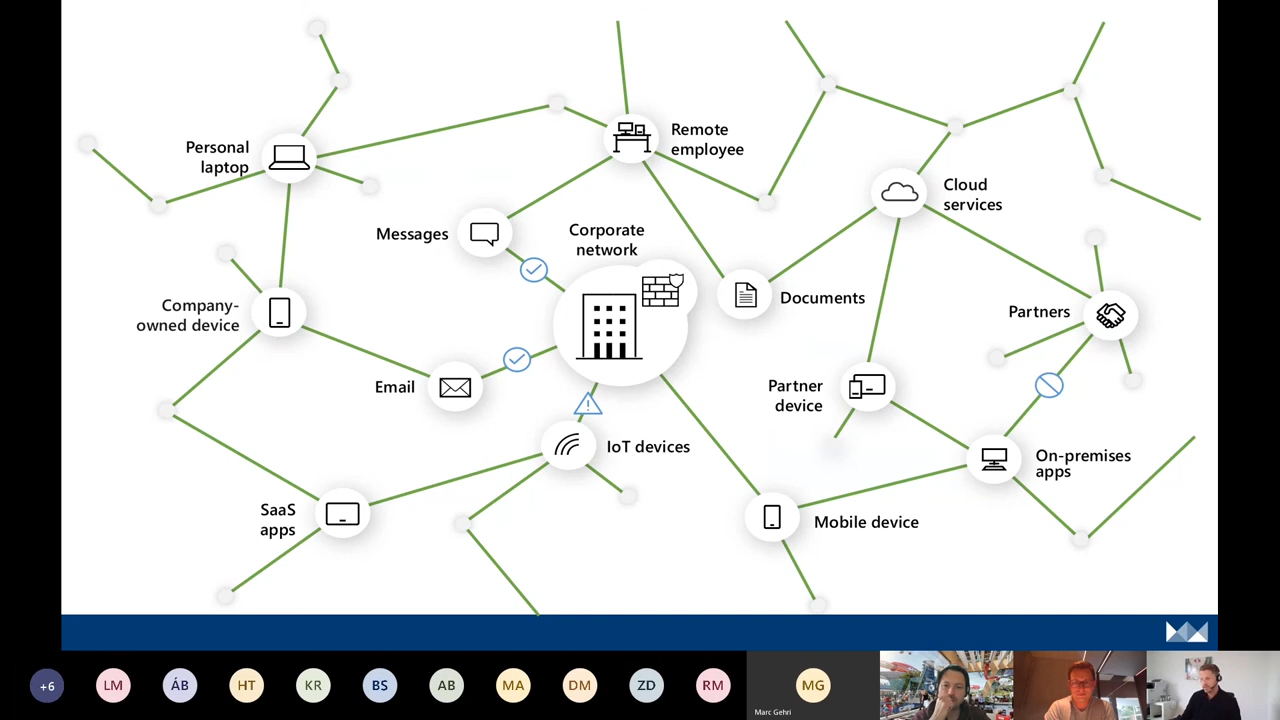 Personal
laptop
Remote
employee
Cloud
services
Messages
Corporate
network
Company-
owned device
Documents
Partners
Email
Partner
device
IoT devices
On-premises
apps
SaaS
apps
Mobile device
+6
LM
ÁB
HT
KR
BS
AB
MA
DM
ZD
RM
MG
Marc Gehri